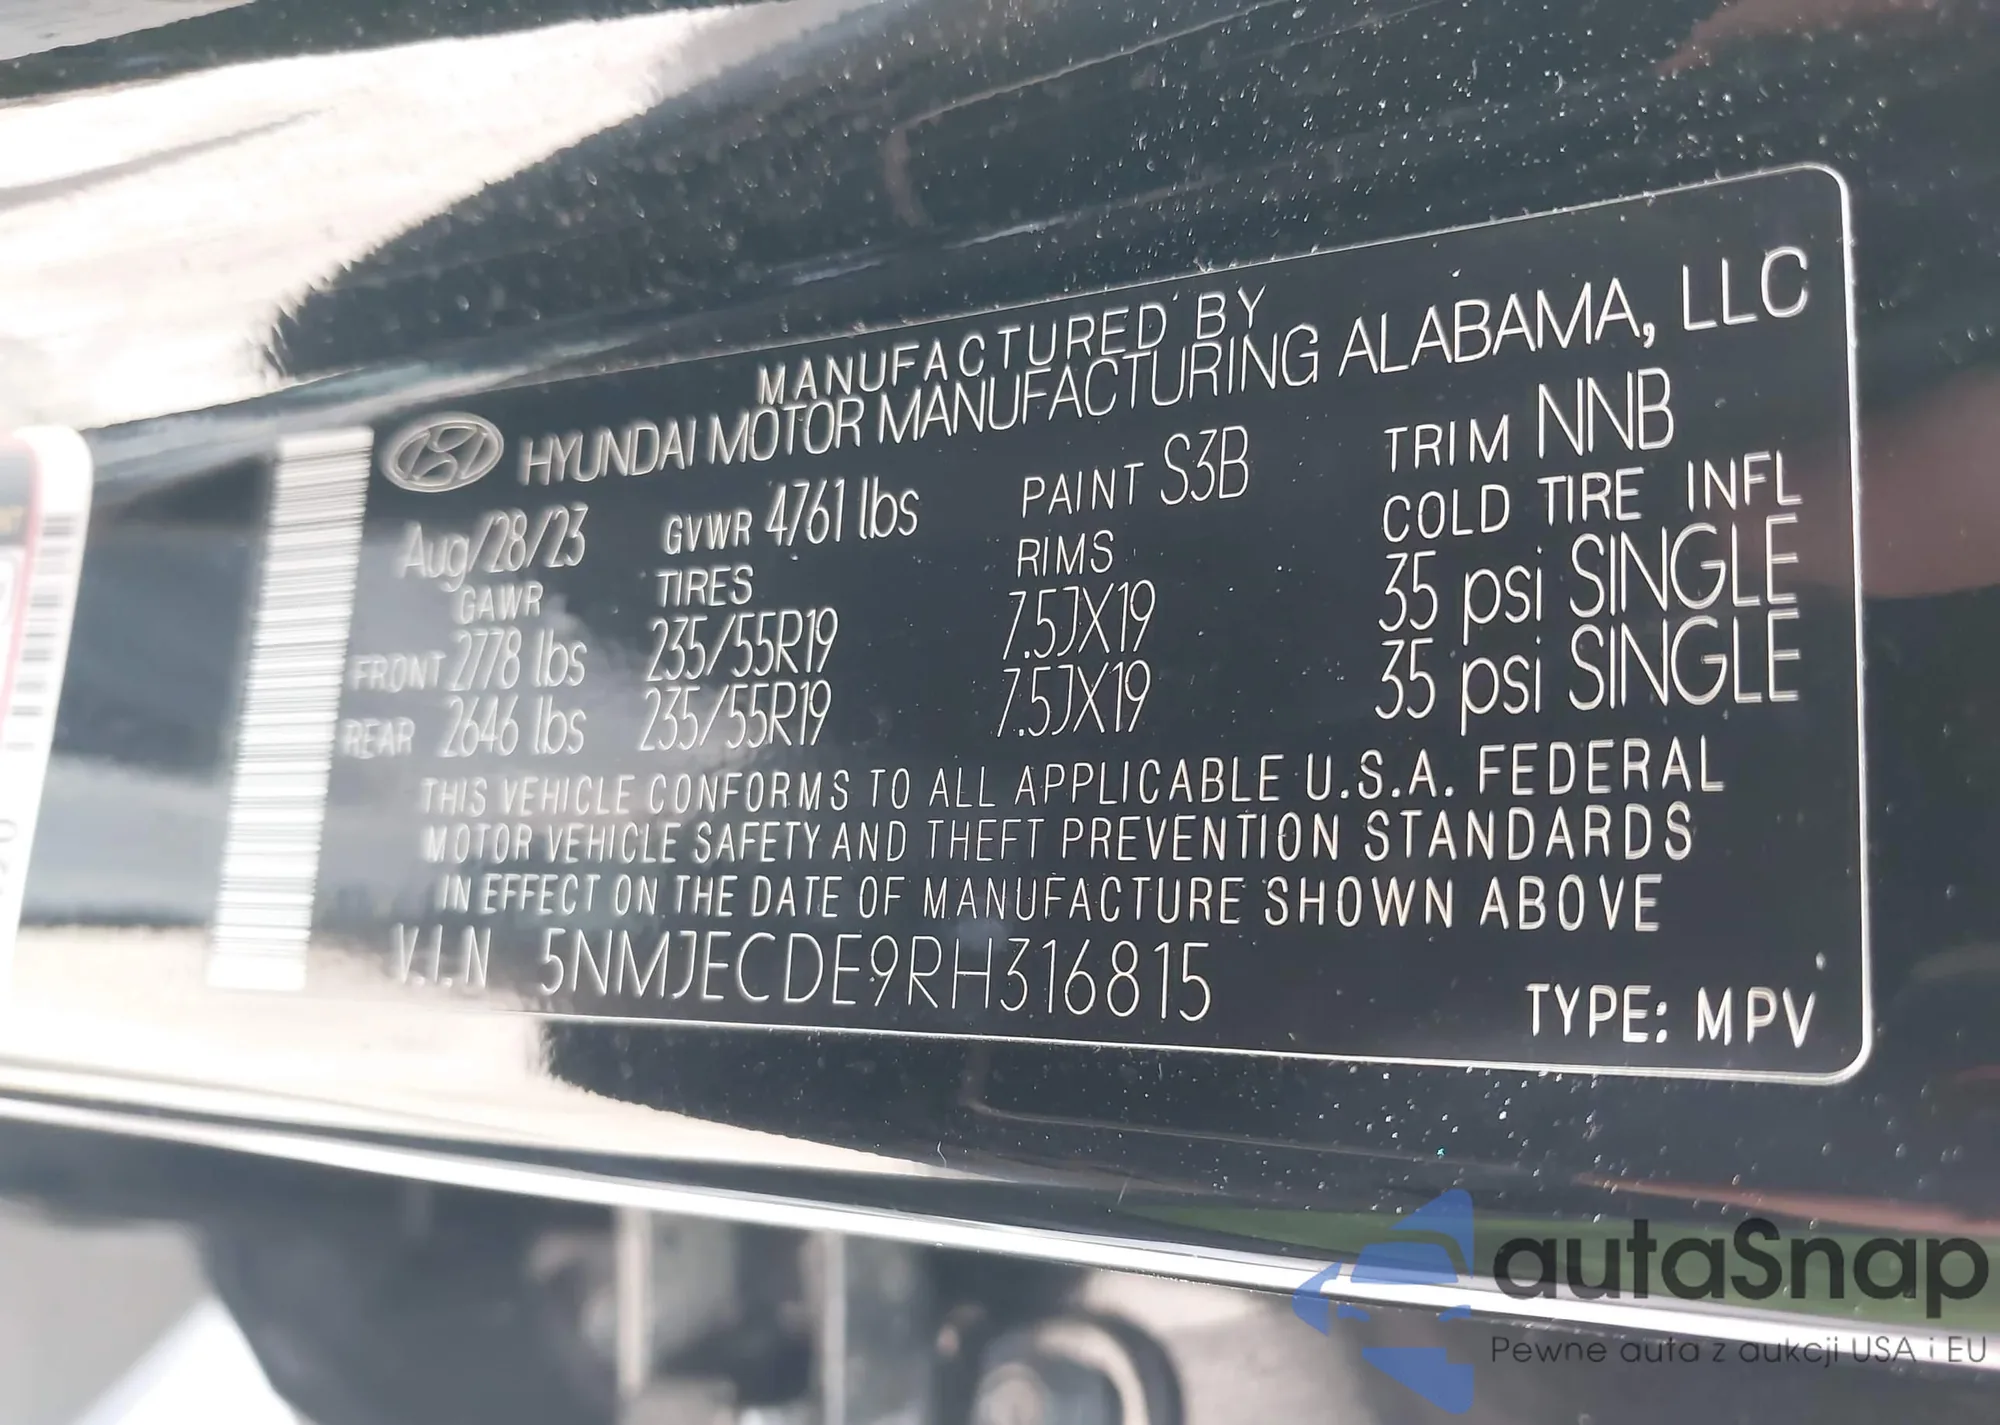 MANUFACTURED BY
HYUNDAI MOTOR MANUFACTURING ALABAMA, LLC
Aug/28/23 GVWR 4761 lbs PAINT S3B TRIM NNB
GAWR TIRES RIMS COLD TIRE INFL
FRONT 2778 lbs 235/55R19 7.5JX19 35 psi SINGLE
REAR 2646 lbs 235/55R19 7.5JX19 35 psi SINGLE
THIS VEHICLE CONFORMS TO ALL APPLICABLE U.S.A. FEDERAL
MOTOR VEHICLE SAFETY AND THEFT PREVENTION STANDARDS
IN EFFECT ON THE DATE OF MANUFACTURE SHOWN ABOVE
V.I.N 5NMJECDE9RH316815
TYPE: MPV
autaSnap
Pewne auta z aukcji USA i EU